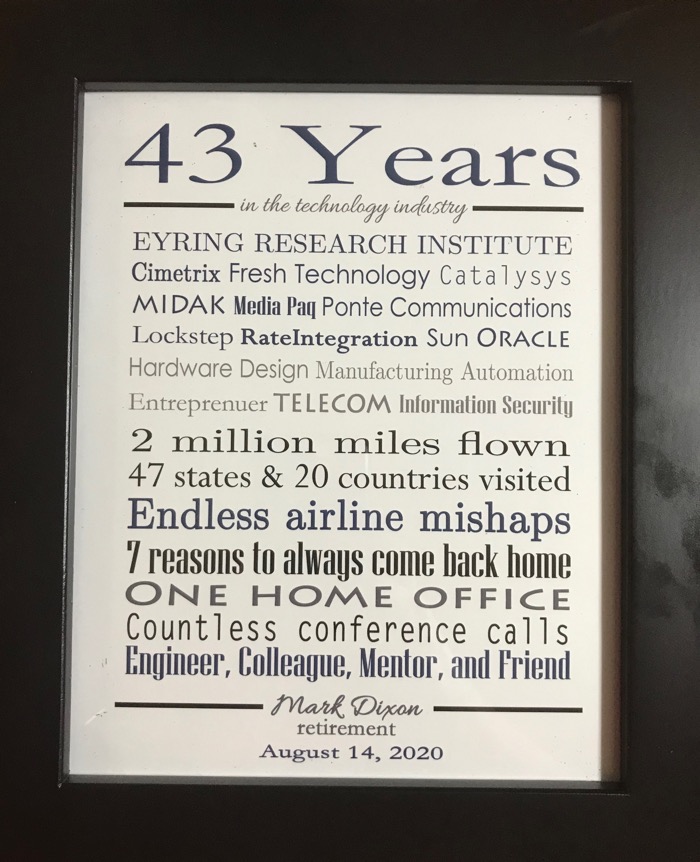 43 Years
in the technology industry
EYRING RESEARCH INSTITUTE
Cimetrix Fresh Technology Catalysys
MIDAK Media Paq Ponte Communications
Lockstep RateIntegration Sun ORACLE
Hardware Design Manufacturing Automation
Entreprenuer TELECOM Information Security
2 million miles flown
47 states & 20 countries visited
Endless airline mishaps
7 reasons to always come back home
ONE HOME OFFICE
Countless conference calls
Engineer, Colleague, Mentor, and Friend
Mark Dixon
retirement
August 14, 2020